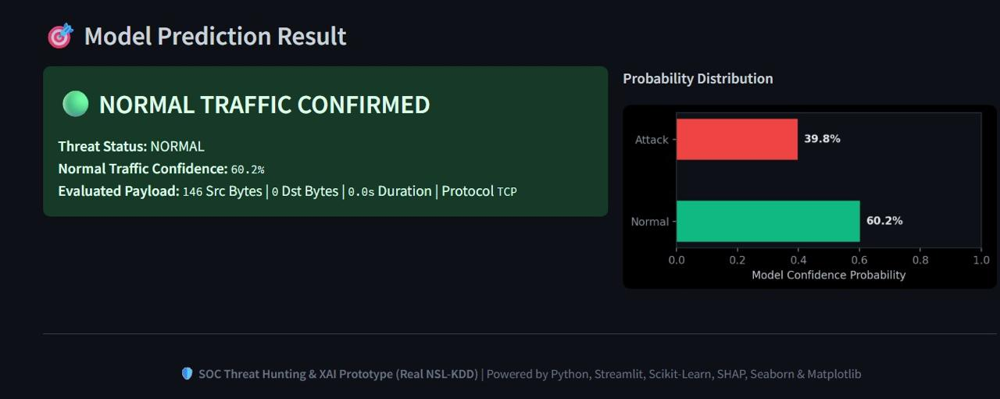 Model Prediction Result
NORMAL TRAFFIC CONFIRMED
Threat Status: NORMAL
Normal Traffic Confidence: 60.2%
Evaluated Payload: 146 Src Bytes | 0 Dst Bytes | 0.0s Duration | Protocol TCP
Probability Distribution
Attack
39.8%
Normal
60.2%
0.0 0.2 0.4 0.6 0.8 1.0
Model Confidence Probability
SOC Threat Hunting & XAI Prototype (Real NSL-KDD) | Powered by Python, Streamlit, Scikit-Learn, SHAP, Seaborn & Matplotlib